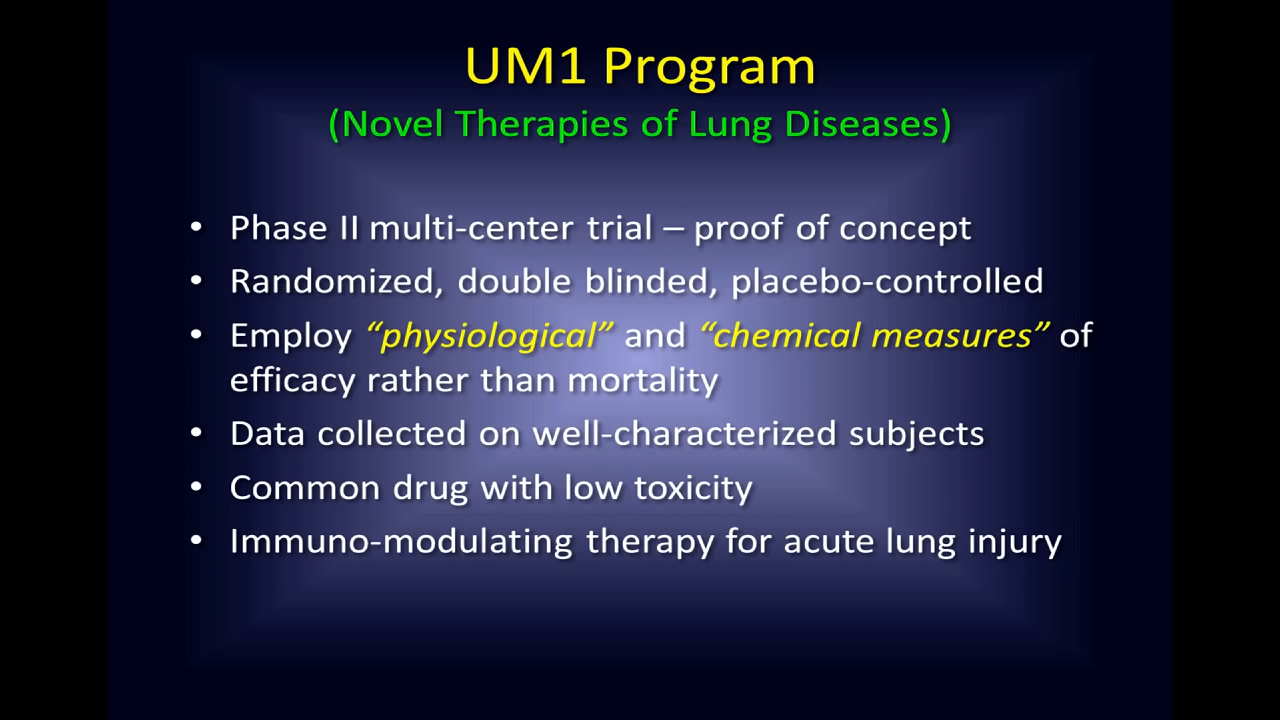 UM1 Program
(Novel Therapies of Lung Diseases)
• Phase II multi-center trial – proof of concept
• Randomized, double blinded, placebo-controlled
• Employ “physiological” and “chemical measures” of
efficacy rather than mortality
• Data collected on well-characterized subjects
• Common drug with low toxicity
• Immuno-modulating therapy for acute lung injury